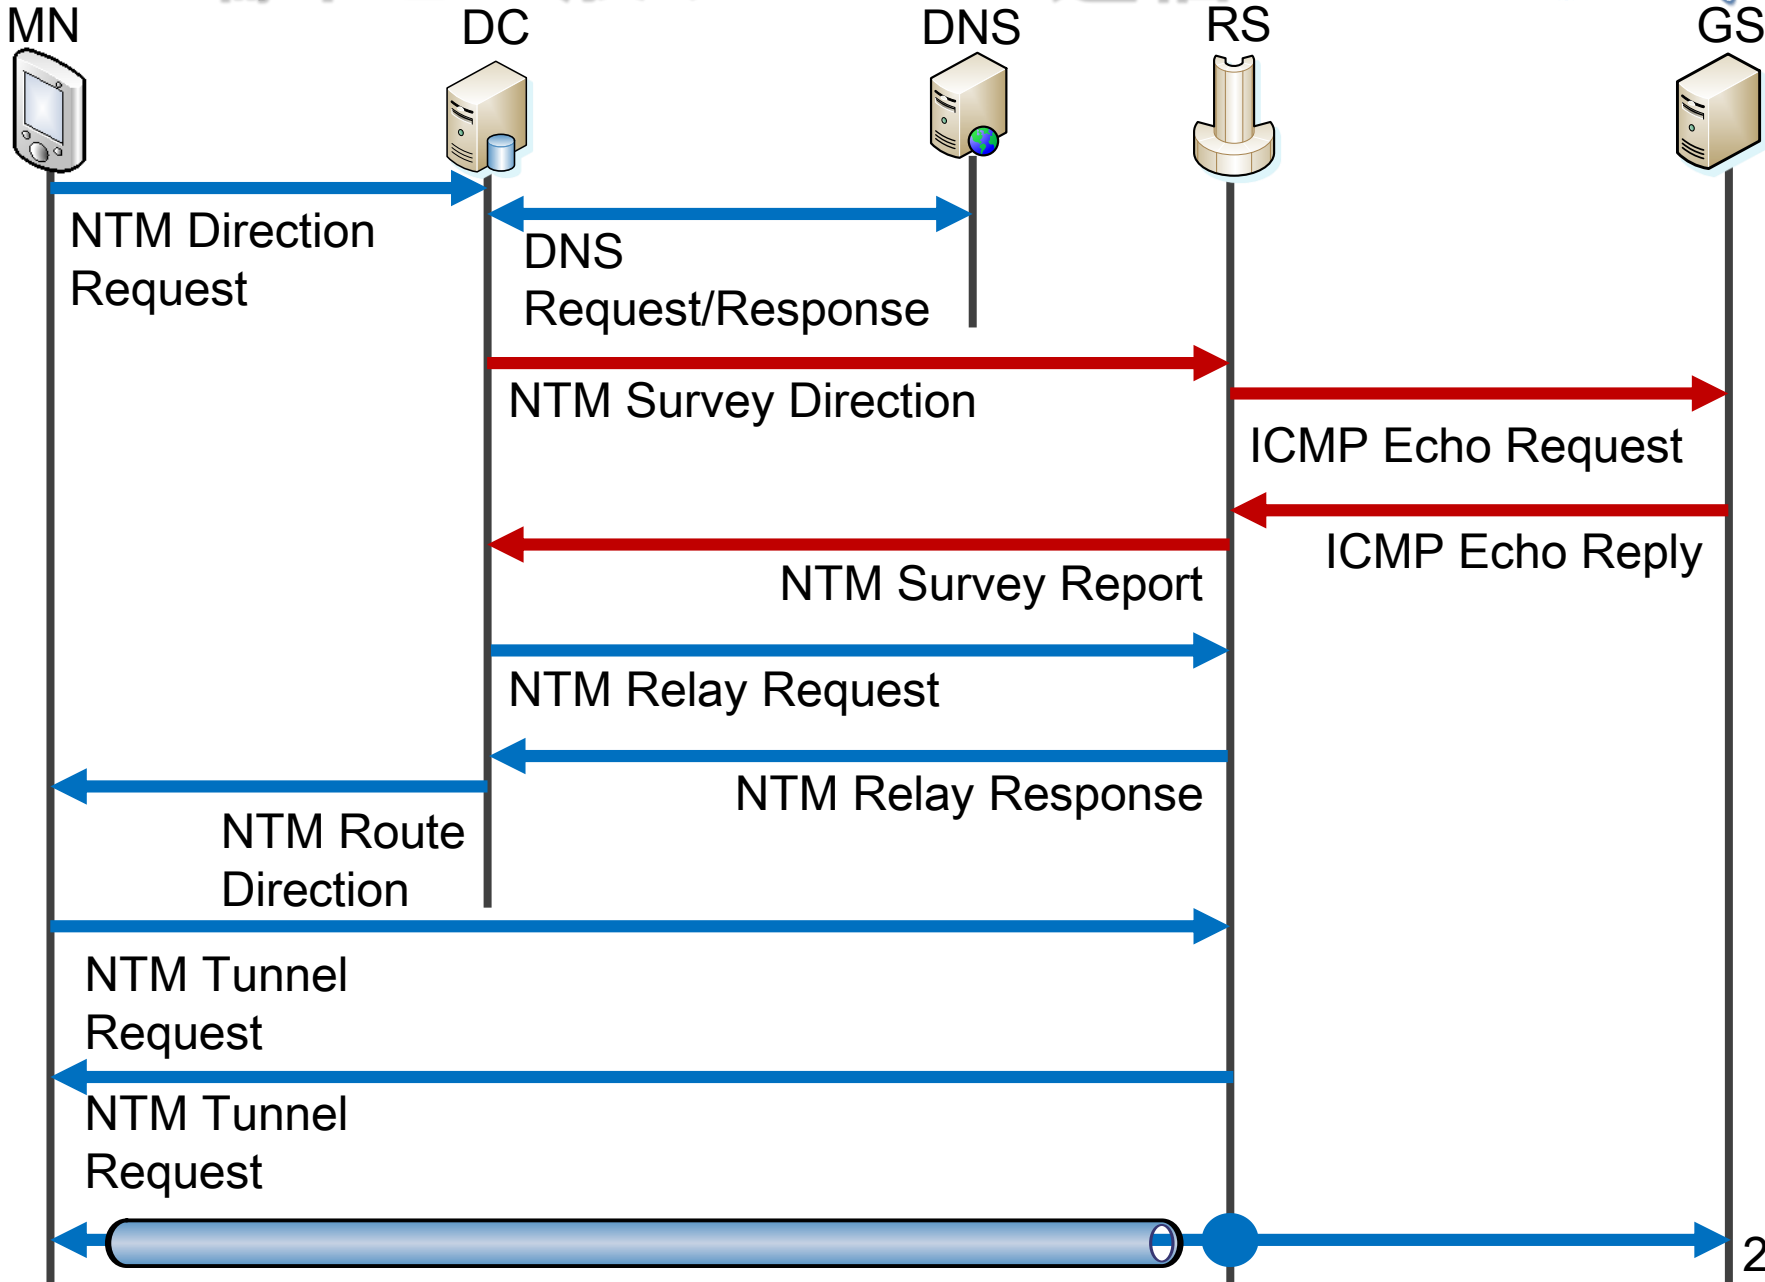 MN
DC
DNS
RS
GS
NTM Direction
Request
DNS
Request/Response
NTM Survey Direction
ICMP Echo Request
ICMP Echo Reply
NTM Survey Report
NTM Relay Request
NTM Relay Response
NTM Route
Direction
NTM Tunnel
Request
NTM Tunnel
Request
2